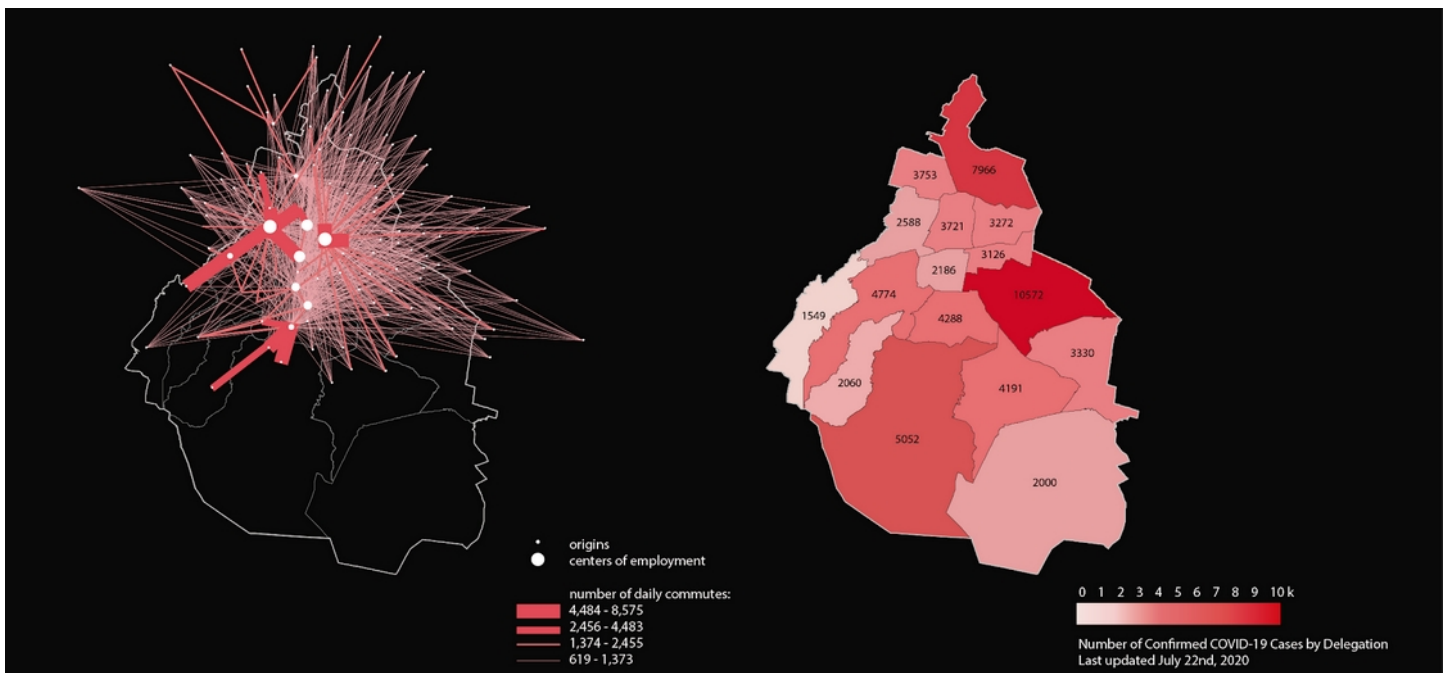 origins
centers of employment
number of daily commutes:
4,484 - 8,575
2,456 - 4,483
1,374 - 2,455
619 - 1,373
7966
3753
2588
3721
3272
3126
2186
10572
4774
1549
4288
3330
2060
4191
5052
2000
0 1 2 3 4 5 6 7 8 9 10 k
Number of Confirmed COVID-19 Cases by Delegation
Last updated July 22nd, 2020